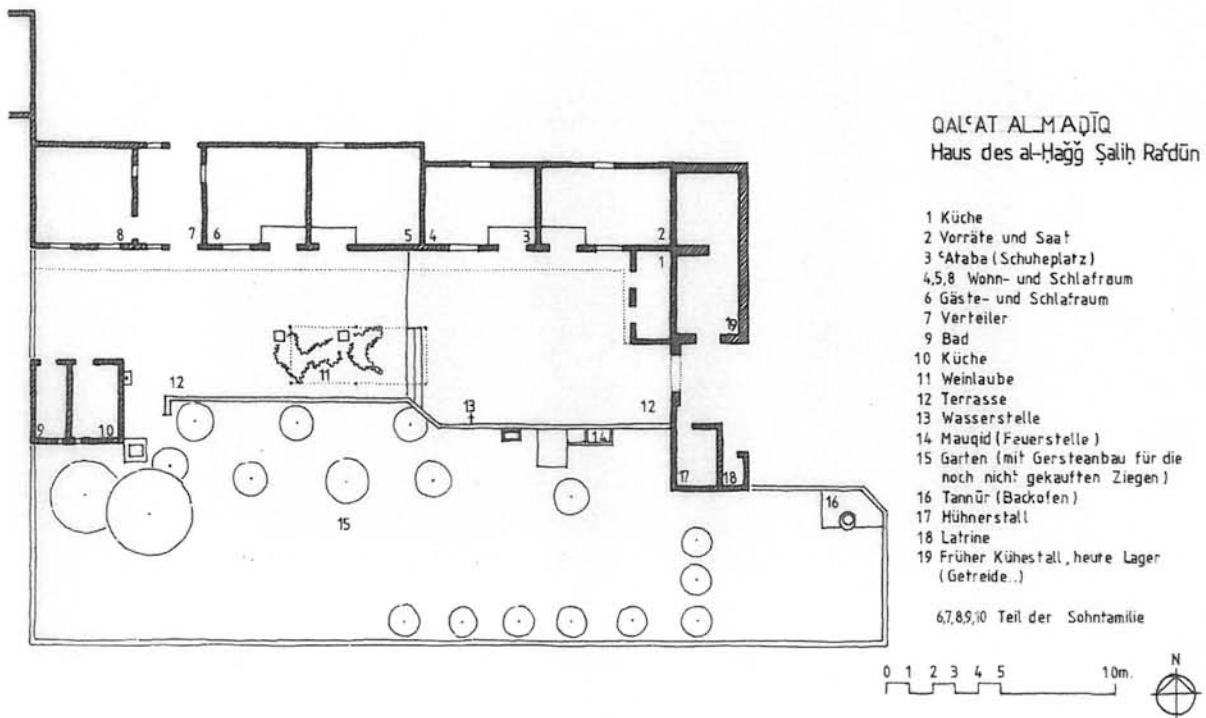 QALʿAT ALMAḌĪQ
Haus des al-Ḥaǧǧ Ṣaliḥ Raʿdūn
1 Küche
2 Vorräte und Saat
3 ʿAtaba (Schuheplatz)
4,5,8 Wohn- und Schlafraum
6 Gäste- und Schlafraum
7 Verteiler
9 Bad
10 Küche
11 Weinlaube
12 Terrasse
13 Wasserstelle
14 Mauqid (Feuerstelle)
15 Garten (mit Gersteanbau für die
noch nicht gekauften Ziegen)
16 Tannūr (Backofen)
17 Hühnerstall
18 Latrine
19 Früher Kühestall, heute Lager
(Getreide..)
6,7,8,9,10 Teil der Sohntamilie
8 7 6 5 4 3 2
1
19
11
12 13 12
9 10 14
17 18
15 16
0 1 2 3 4 5 10m.
N